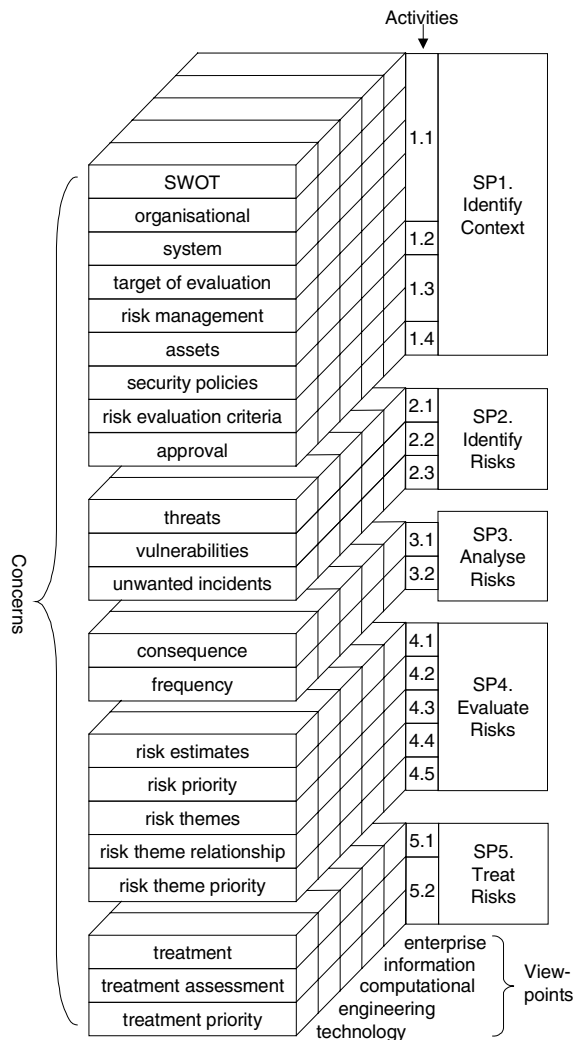 Activities
SWOT
organisational
system
target of evaluation
risk management
assets
security policies
risk evaluation criteria
approval
1.1
1.2
1.3
1.4
SP1.
Identify
Context
threats
vulnerabilities
unwanted incidents
2.1
2.2
2.3
SP2.
Identify
Risks
consequence
frequency
3.1
3.2
SP3.
Analyse
Risks
risk estimates
risk priority
risk themes
risk theme relationship
risk theme priority
4.1
4.2
4.3
4.4
4.5
SP4.
Evaluate
Risks
treatment
treatment assessment
treatment priority
5.1
5.2
SP5.
Treat
Risks
Concerns
enterprise
information
computational
engineering
technology
View-
points